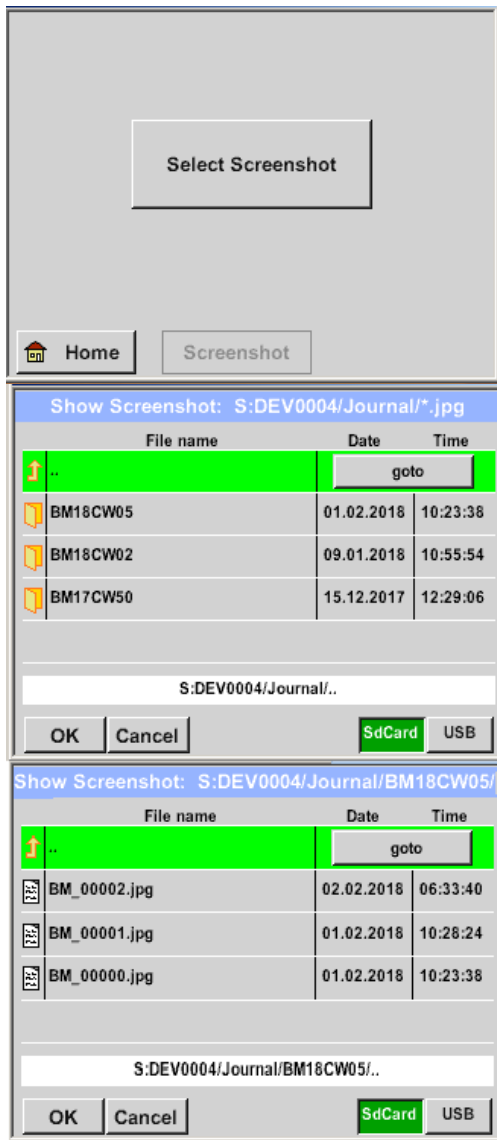 Select Screenshot
Home Screenshot
Show Screenshot: S:DEV0004/Journal/*.jpg
File name Date Time
.. goto
BM18CW05 01.02.2018 10:23:38
BM18CW02 09.01.2018 10:55:54
BM17CW50 15.12.2017 12:29:06
S:DEV0004/Journal/..
OK Cancel SdCard USB
Show Screenshot: S:DEV0004/Journal/BM18CW05/
File name Date Time
.. goto
BM_00002.jpg 02.02.2018 06:33:40
BM_00001.jpg 01.02.2018 10:28:24
BM_00000.jpg 01.02.2018 10:23:38
S:DEV0004/Journal/BM18CW05/..
OK Cancel SdCard USB